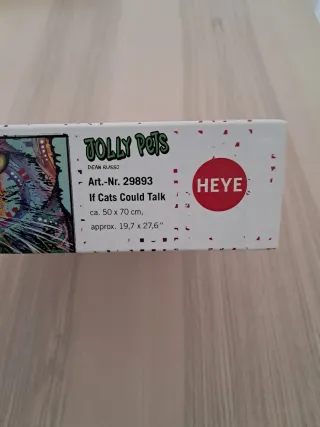 JOLLY PETS
DEAN RUSSO
Art.-Nr. 29893
If Cats Could Talk
ca. 50 x 70 cm,
approx. 19,7 x 27,6"
HEYE